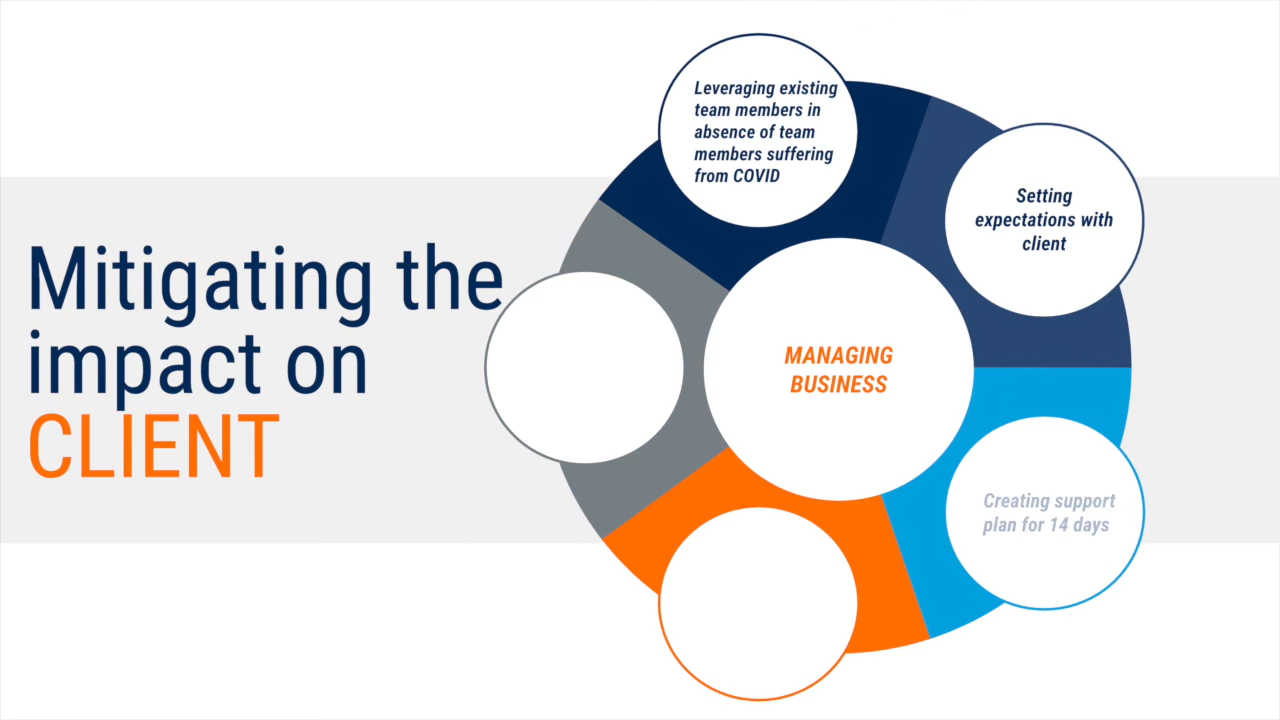 Mitigating the
impact on
CLIENT
Leveraging existing
team members in
absence of team
members suffering
from COVID
Setting
expectations with
client
MANAGING
BUSINESS
Creating support
plan for 14 days